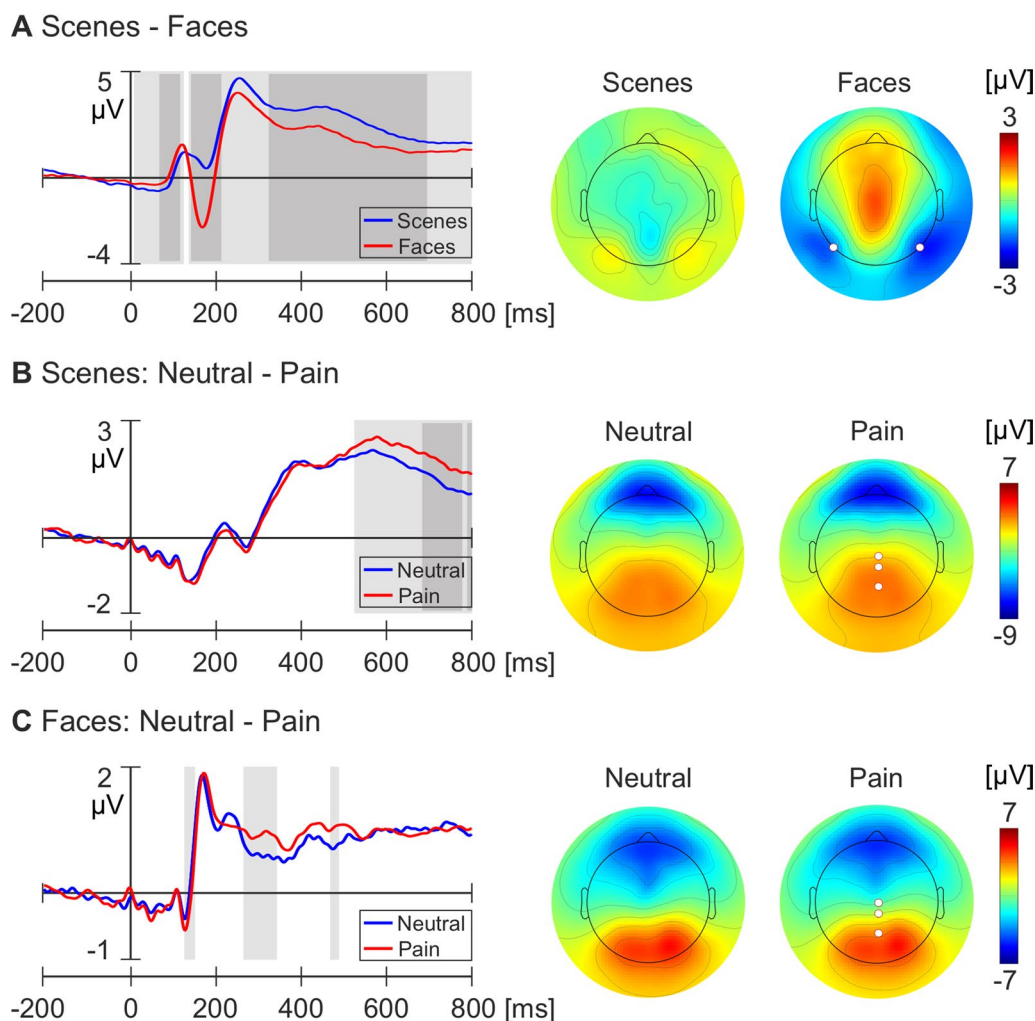 A Scenes - Faces
5
µV
-4
Scenes
Faces
-200 0 200 400 600 800 [ms]
Scenes Faces [µV]
3
-3
B Scenes: Neutral - Pain
3
µV
-2
Neutral
Pain
-200 0 200 400 600 800 [ms]
Neutral Pain [µV]
7
-9
C Faces: Neutral - Pain
2
µV
-1
Neutral
Pain
-200 0 200 400 600 800 [ms]
Neutral Pain [µV]
7
-7